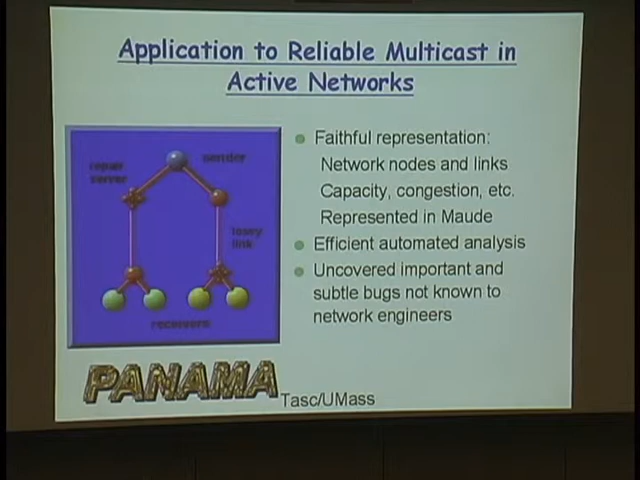 Application to Reliable Multicast in
Active Networks
repair
server
sender
lossy
link
receivers
Faithful representation:
Network nodes and links
Capacity, congestion, etc.
Represented in Maude
Efficient automated analysis
Uncovered important and
subtle bugs not known to
network engineers
PANAMA
Tasc/UMass